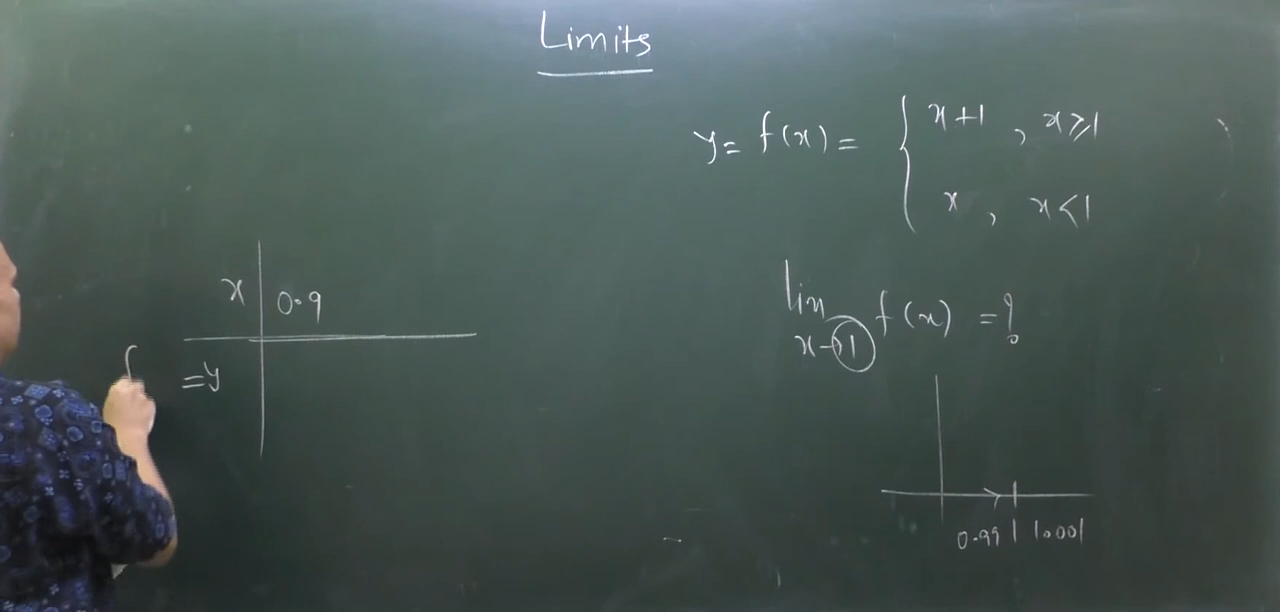 Limits
y = f(x) = { x+1 , x≥1
x , x<1
lim f(x) = ?
x→1
x | 0.9
f = y
0.99 | 1.001